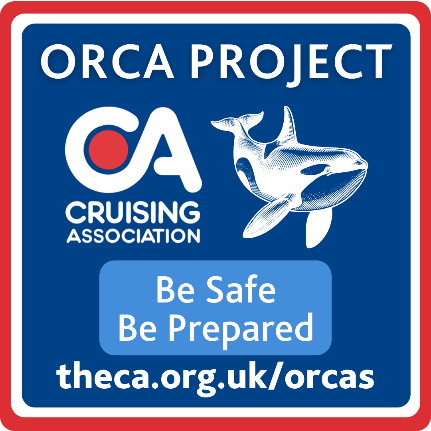 ORCA PROJECT
CA
CRUISING
ASSOCIATION
Be Safe
Be Prepared
theca.org.uk/orcas